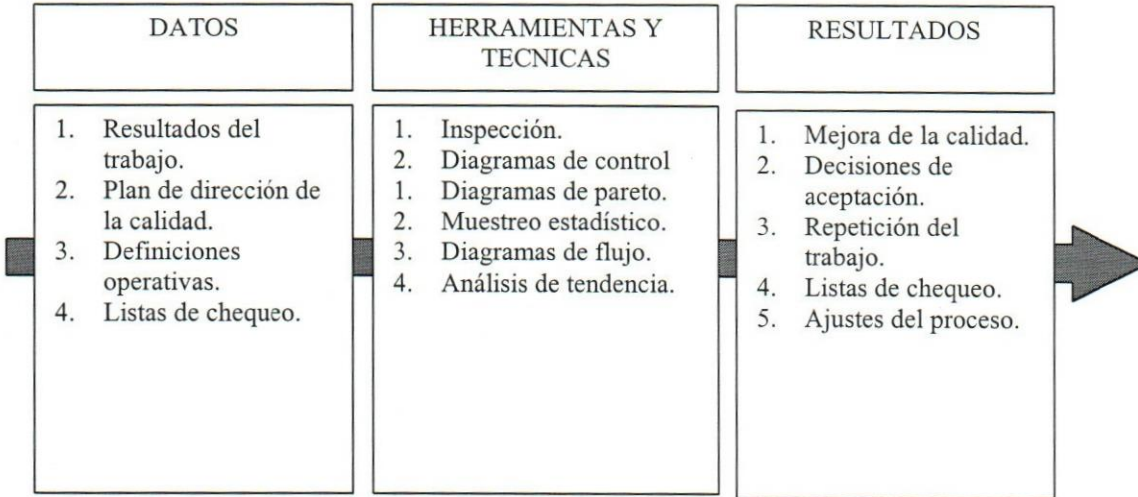 DATOS
HERRAMIENTAS Y
TECNICAS
RESULTADOS
1. Resultados del
trabajo.
2. Plan de dirección de
la calidad.
3. Definiciones
operativas.
4. Listas de chequeo.
1. Inspección.
2. Diagramas de control
1. Diagramas de pareto.
2. Muestreo estadístico.
3. Diagramas de flujo.
4. Análisis de tendencia.
1. Mejora de la calidad.
2. Decisiones de
aceptación.
3. Repetición del
trabajo.
4. Listas de chequeo.
5. Ajustes del proceso.